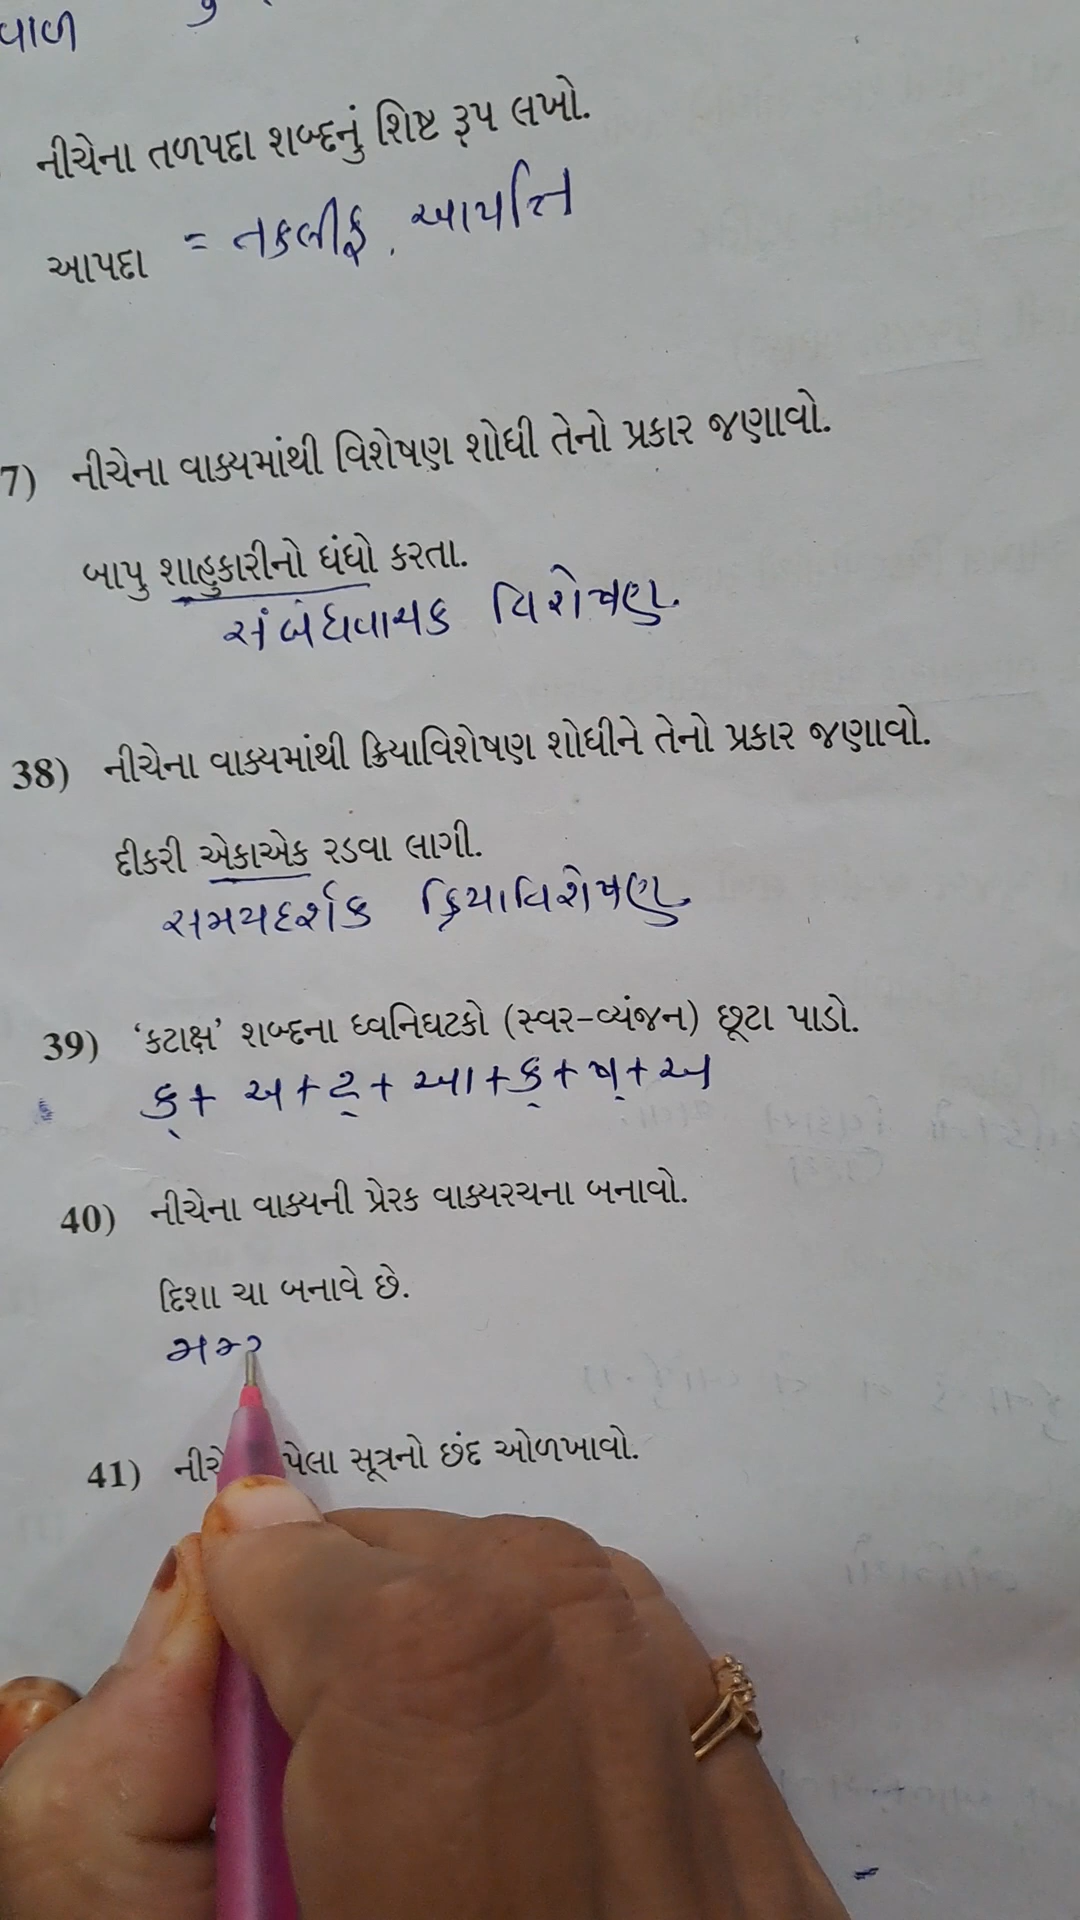 વાળ
નીચેના તળપદા શબ્દનું શિષ્ટ રૂપ લખો.
આપદા = તકલીફ, આપત્તિ
7) નીચેના વાક્યમાંથી વિશેષણ શોધી તેનો પ્રકાર જણાવો.
બાપુ શાહુકારીનો ધંધો કરતા.
સંબંધવાચક વિશેષણ
38) નીચેના વાક્યમાંથી ક્રિયાવિશેષણ શોધીને તેનો પ્રકાર જણાવો.
દીકરી એકાએક રડવા લાગી.
સમયદર્શક ક્રિયાવિશેષણ
39) ‘કટાક્ષ’ શબ્દના ધ્વનિઘટકો (સ્વર-વ્યંજન) છૂટા પાડો.
ક્ + અ + ટ્ + આ + ક્ + ષ્ + અ
40) નીચેના વાક્યની પ્રેરક વાક્યરચના બનાવો.
દિશા ચા બનાવે છે.
મમ
41) પેલા સૂત્રનો છંદ ઓળખાવો.